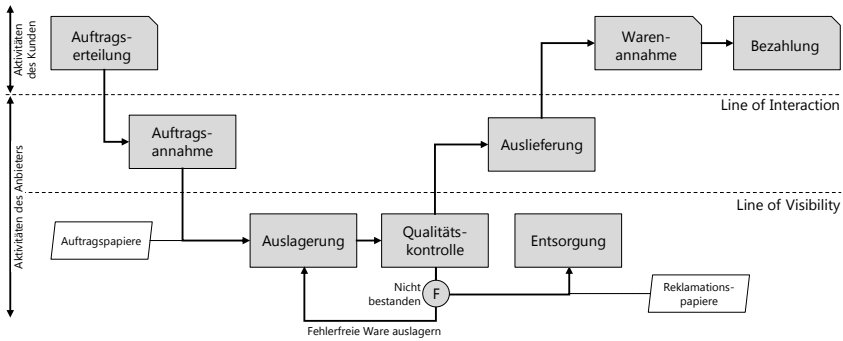 Aktivitäten
des Kunden
Auftrags-
erteilung
Waren-
annahme
Bezahlung
Line of Interaction
Aktivitäten des Anbieters
Auftrags-
annahme
Auslieferung
Line of Visibility
Auftragspapiere
Auslagerung
Qualitäts-
kontrolle
Entsorgung
Nicht
bestanden
F
Reklamations-
papiere
Fehlerfreie Ware auslagern